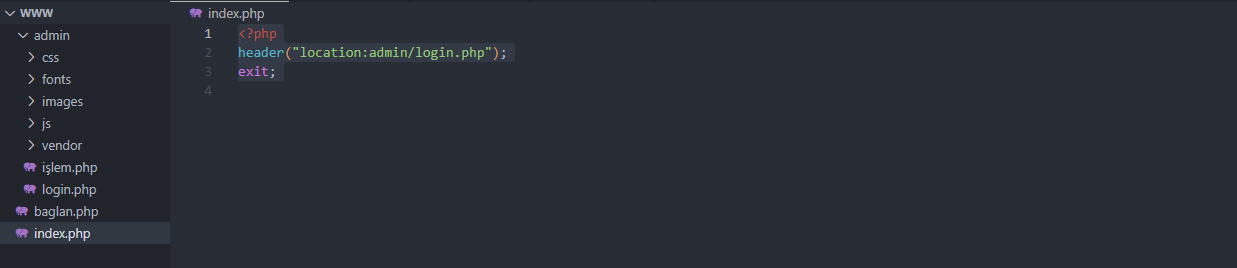 www
admin
css
fonts
images
js
vendor
işlem.php
login.php
baglan.php
index.php
index.php
1 <?php
2 header("location:admin/login.php");
3 exit;
4